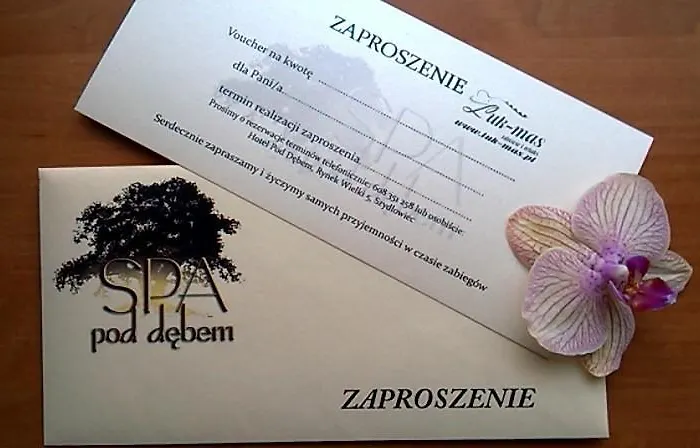 ZAPROSZENIE
Voucher na kwotę
dla Pani/a
termin realizacji zaproszenia
Prosimy o rezerwację terminów telefonicznie: 608 351 258 lub osobiście:
Hotel Pod Dębem, Rynek Wielki 5, Szydłowiec
Serdecznie zapraszamy i życzymy samych przyjemności w czasie zabiegów
Luk-mas
www.luk-mas.pl
SPA
SPA
pod dębem
ZAPROSZENIE